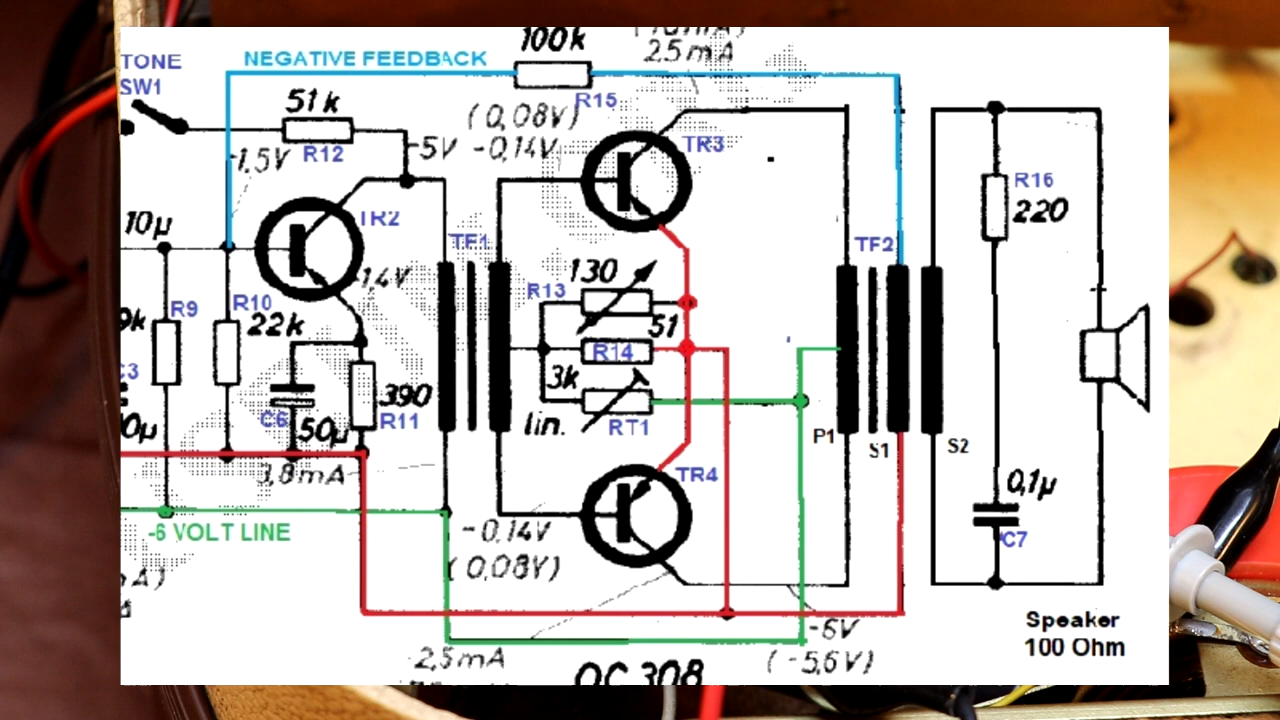 100k
2,5mA
TONE
SW1
NEGATIVE FEEDBACK
51k
R15
(0,08V)
-5V
-0,14V
TR3
R12
-1,5V
R16
220
10µ
TR2
TF1
TF2
-1,4V
130
R13
R9
R10
22k
51
R14
3k
390
R11
C6
50µ
lin.
RT1
P1
S1
S2
TR4
3,8mA
0,1µ
C7
-6 VOLT LINE
-0,14V
(0,08V)
Speaker
100 Ohm
-6V
(-5,6V)
2,5mA
OC 308